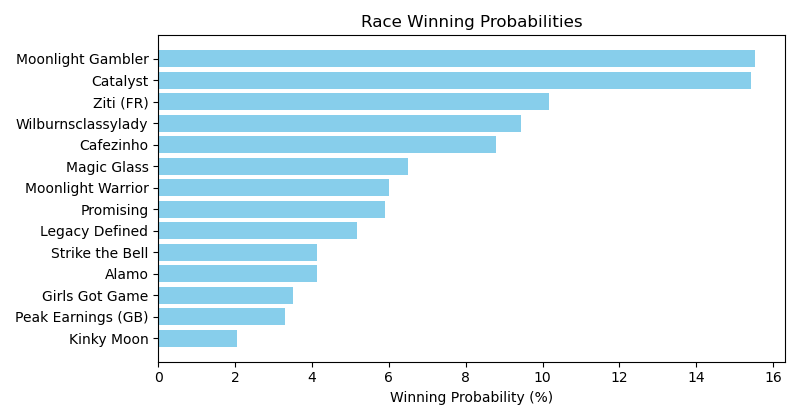 Race Winning Probabilities
Moonlight Gambler
Catalyst
Ziti (FR)
Wilburnsclassylady
Cafezinho
Magic Glass
Moonlight Warrior
Promising
Legacy Defined
Strike the Bell
Alamo
Girls Got Game
Peak Earnings (GB)
Kinky Moon
0 2 4 6 8 10 12 14 16
Winning Probability (%)